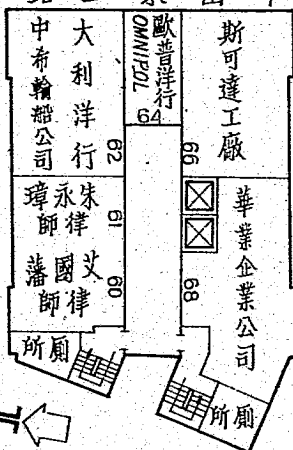 斯可達工廠
66
歐普洋行
OMNIPOL
64
大利洋行
中希輪船公司
62
朱永璋
律師
61
艾國藩
律師
60
華業企業公司
68
廁所
廁所